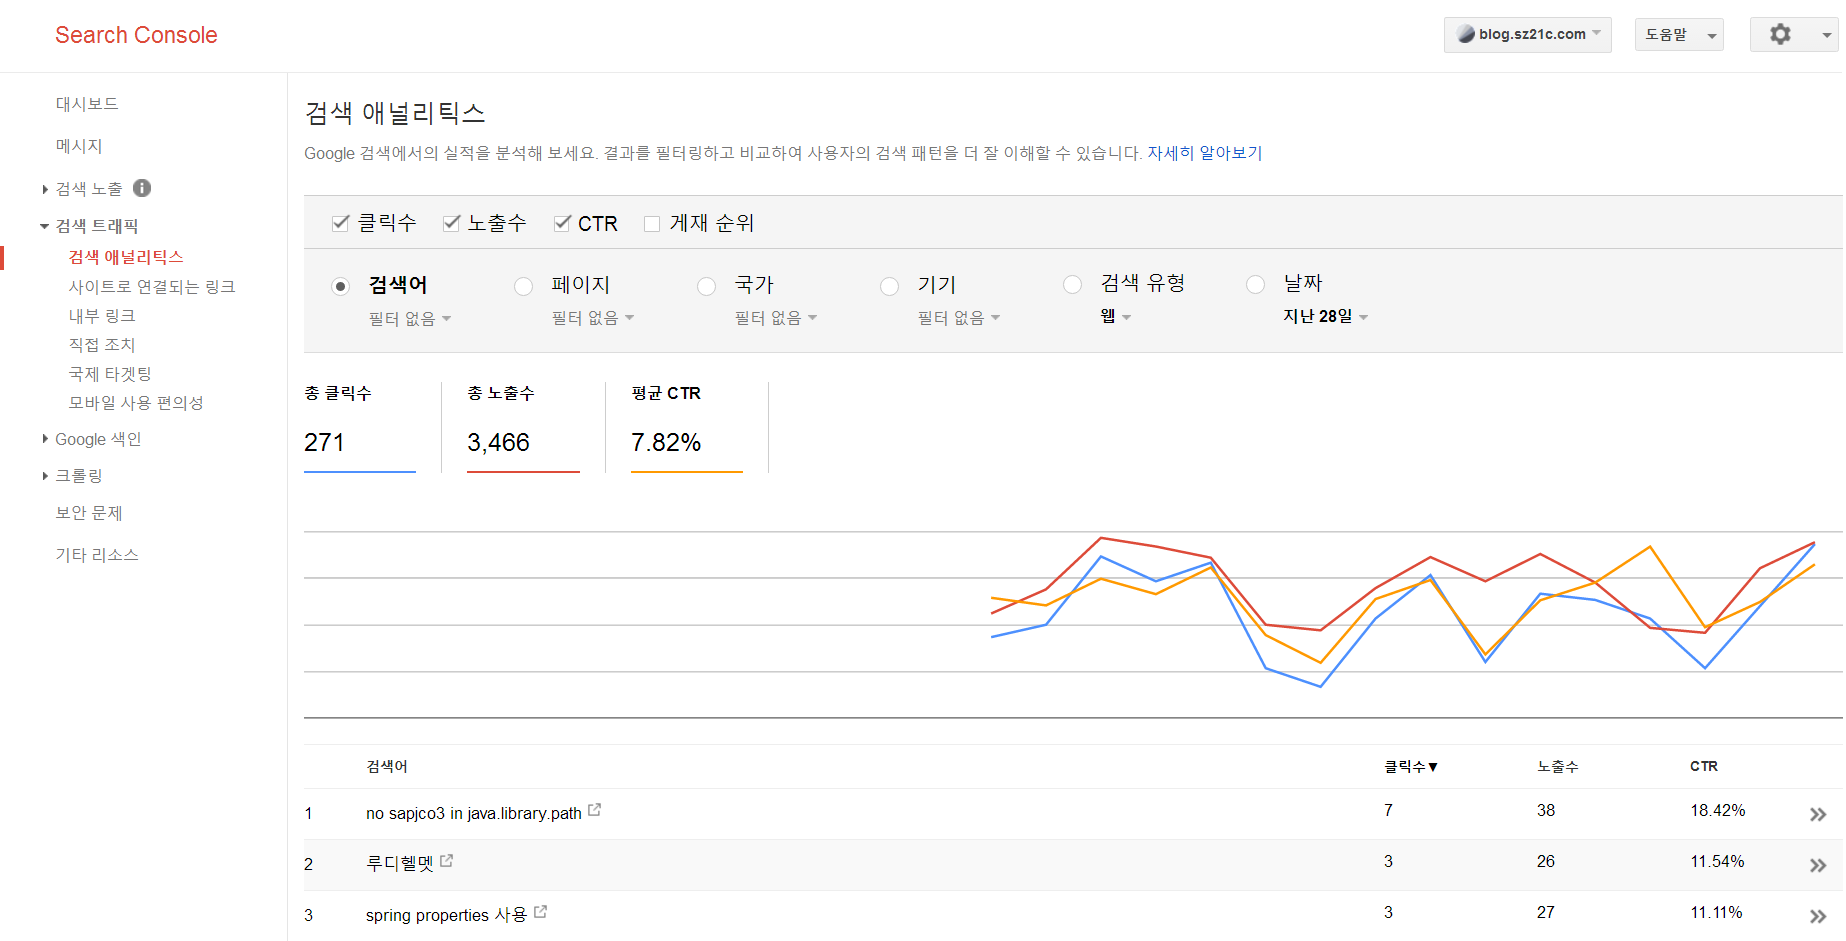 Search Console
blog.sz21c.com
도움말
대시보드
메시지
검색 노출
검색 트래픽
검색 애널리틱스
사이트로 연결되는 링크
내부 링크
직접 조치
국제 타겟팅
모바일 사용 편의성
Google 색인
크롤링
보안 문제
기타 리소스
검색 애널리틱스
Google 검색에서의 실적을 분석해 보세요. 결과를 필터링하고 비교하여 사용자의 검색 패턴을 더 잘 이해할 수 있습니다. 자세히 알아보기
클릭수 노출수 CTR 게재 순위
검색어 페이지 국가 기기 검색 유형 날짜
필터 없음 필터 없음 필터 없음 필터 없음 웹 지난 28일
총 클릭수 총 노출수 평균 CTR
271 3,466 7.82%
검색어 클릭수▼ 노출수 CTR
1 no sapjco3 in java.library.path 7 38 18.42%
2 루디헬멧 3 26 11.54%
3 spring properties 사용 3 27 11.11%